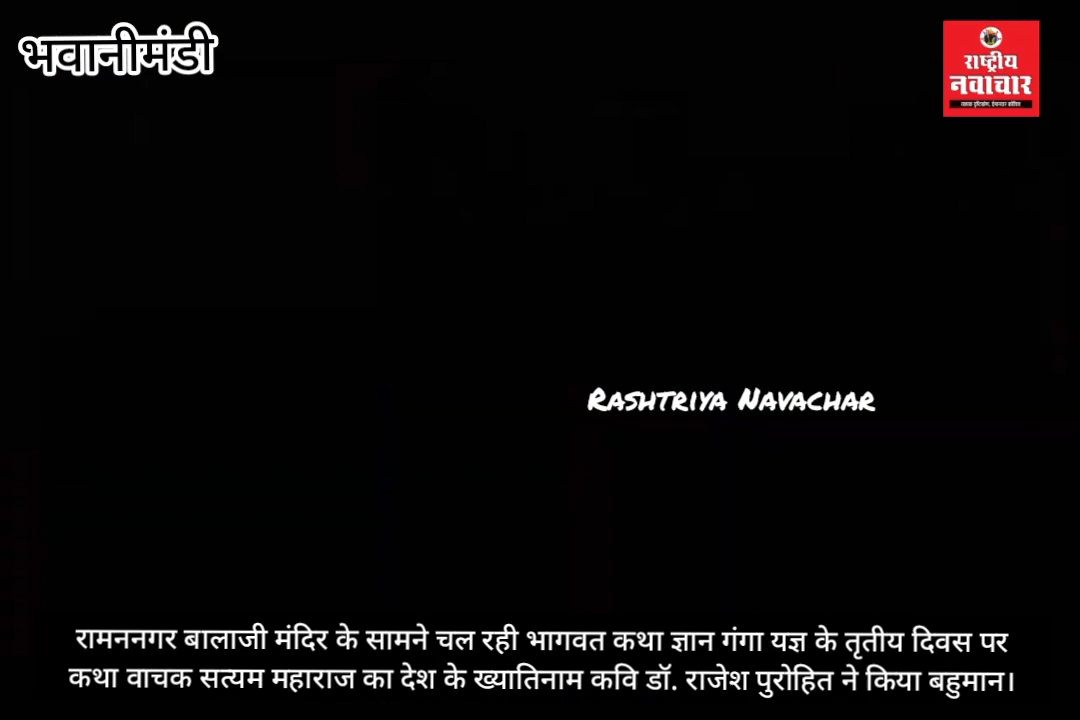 भवानीमंडी
राष्ट्रीय
नवाचार
Rashtriya Navachar
रामननगर बालाजी मंदिर के सामने चल रही भागवत कथा ज्ञान गंगा यज्ञ के तृतीय दिवस पर
कथा वाचक सत्यम महाराज का देश के ख्यातिनाम कवि डॉ. राजेश पुरोहित ने किया बहुमान।